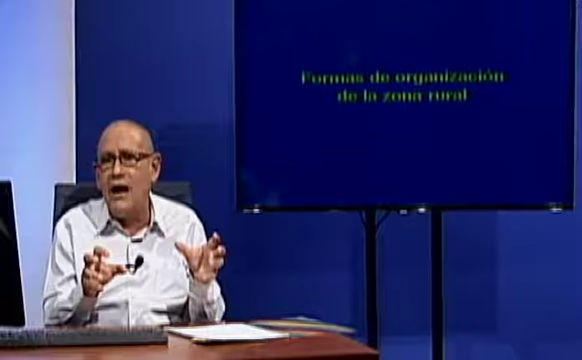 Formas de organización
de la zona rural